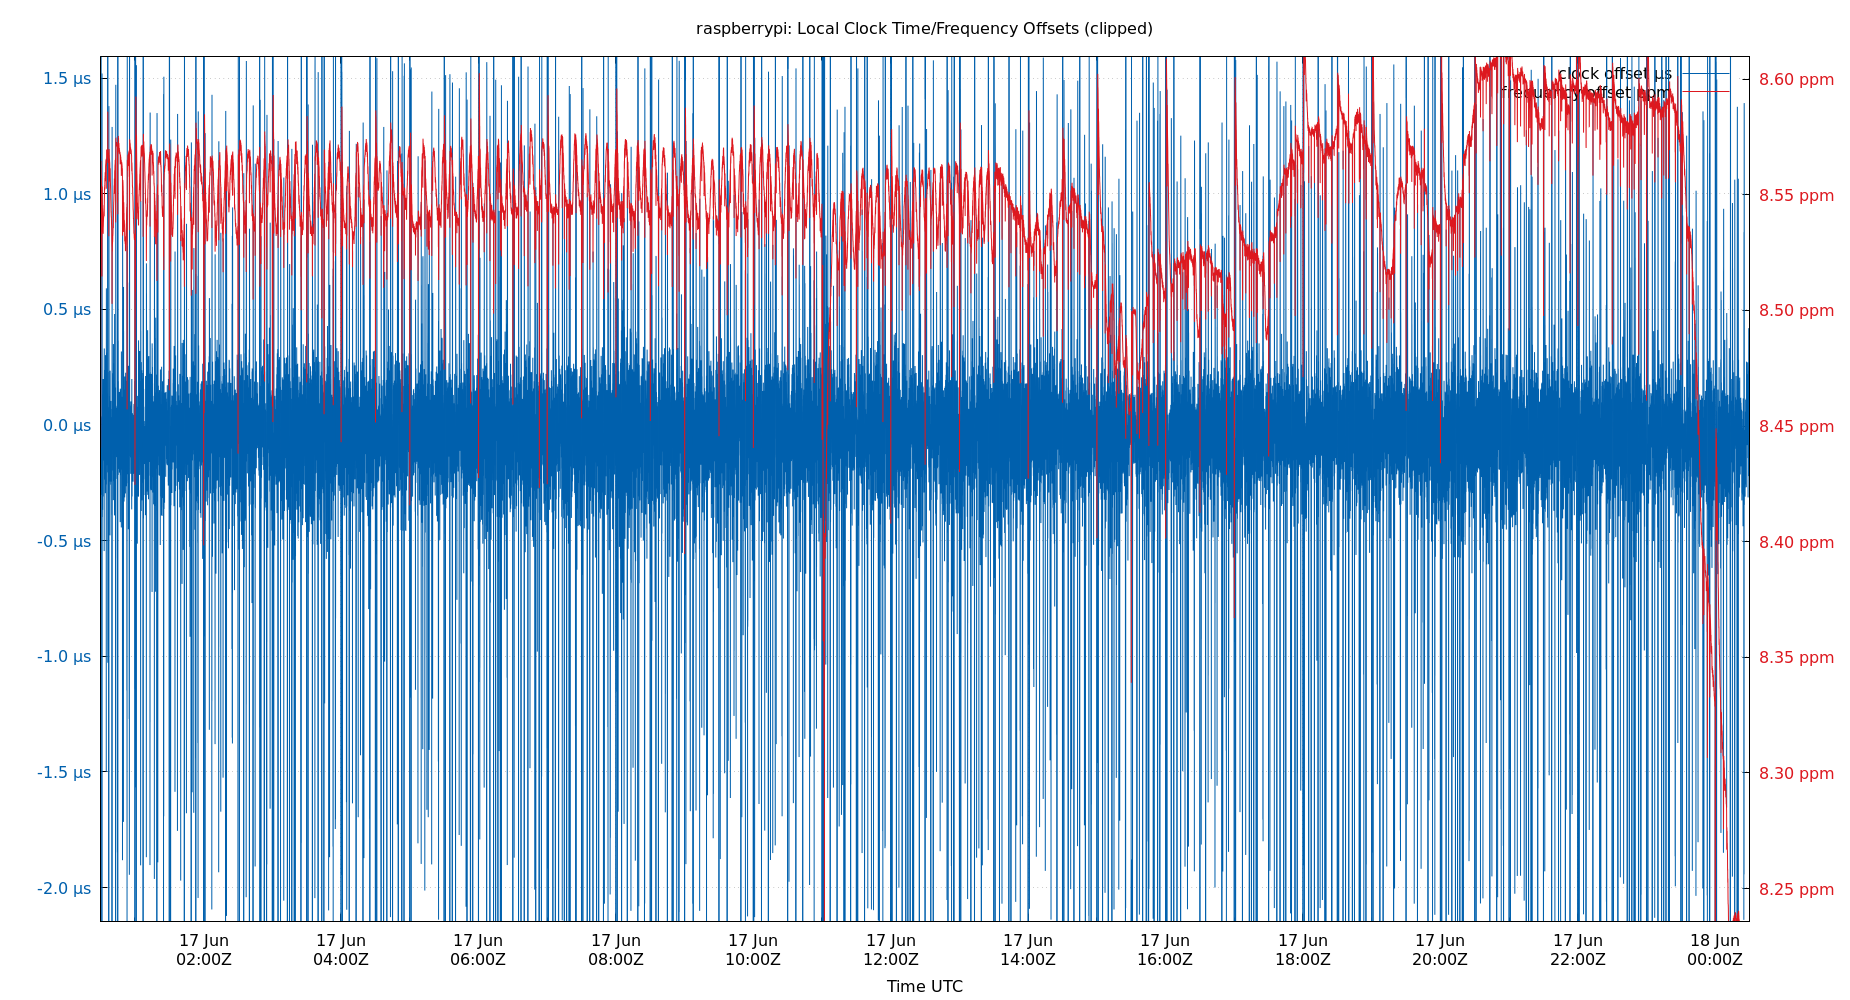 raspberrypi: Local Clock Time/Frequency Offsets (clipped)
clock offset µs
frequency offset ppm
1.5 µs
1.0 µs
0.5 µs
0.0 µs
-0.5 µs
-1.0 µs
-1.5 µs
-2.0 µs
8.60 ppm
8.55 ppm
8.50 ppm
8.45 ppm
8.40 ppm
8.35 ppm
8.30 ppm
8.25 ppm
17 Jun 17 Jun 17 Jun 17 Jun 17 Jun 17 Jun 17 Jun 17 Jun 17 Jun 17 Jun 17 Jun 18 Jun
02:00Z 04:00Z 06:00Z 08:00Z 10:00Z 12:00Z 14:00Z 16:00Z 18:00Z 20:00Z 22:00Z 00:00Z
Time UTC